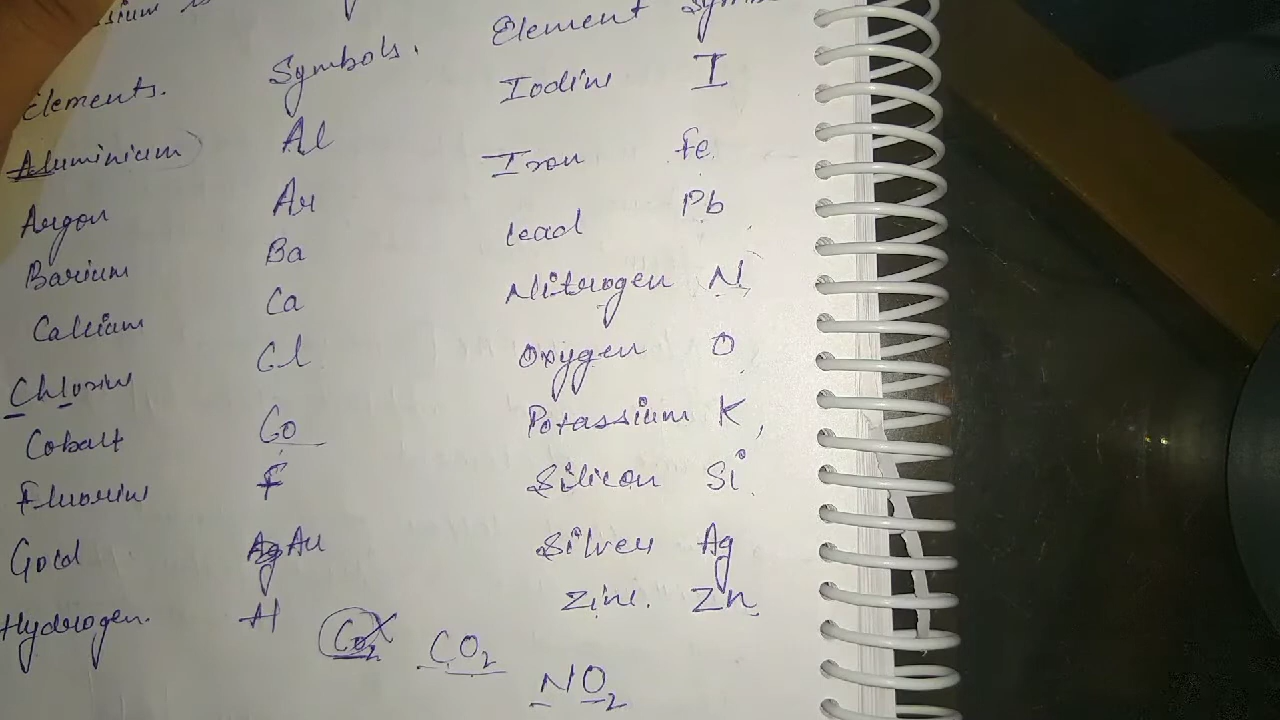 Elements. Symbols. Element
Aluminium Al Iodine I
Argon Ar Iron Fe
Barium Ba lead Pb
Calcium Ca Nitrogen N
Chlorine Cl Oxygen O
Cobalt Co Potassium K
Fluorine F Silicon Si
Gold Au Silver Ag
Hydrogen. H Zinc. Zn
Co2 CO2
NO2